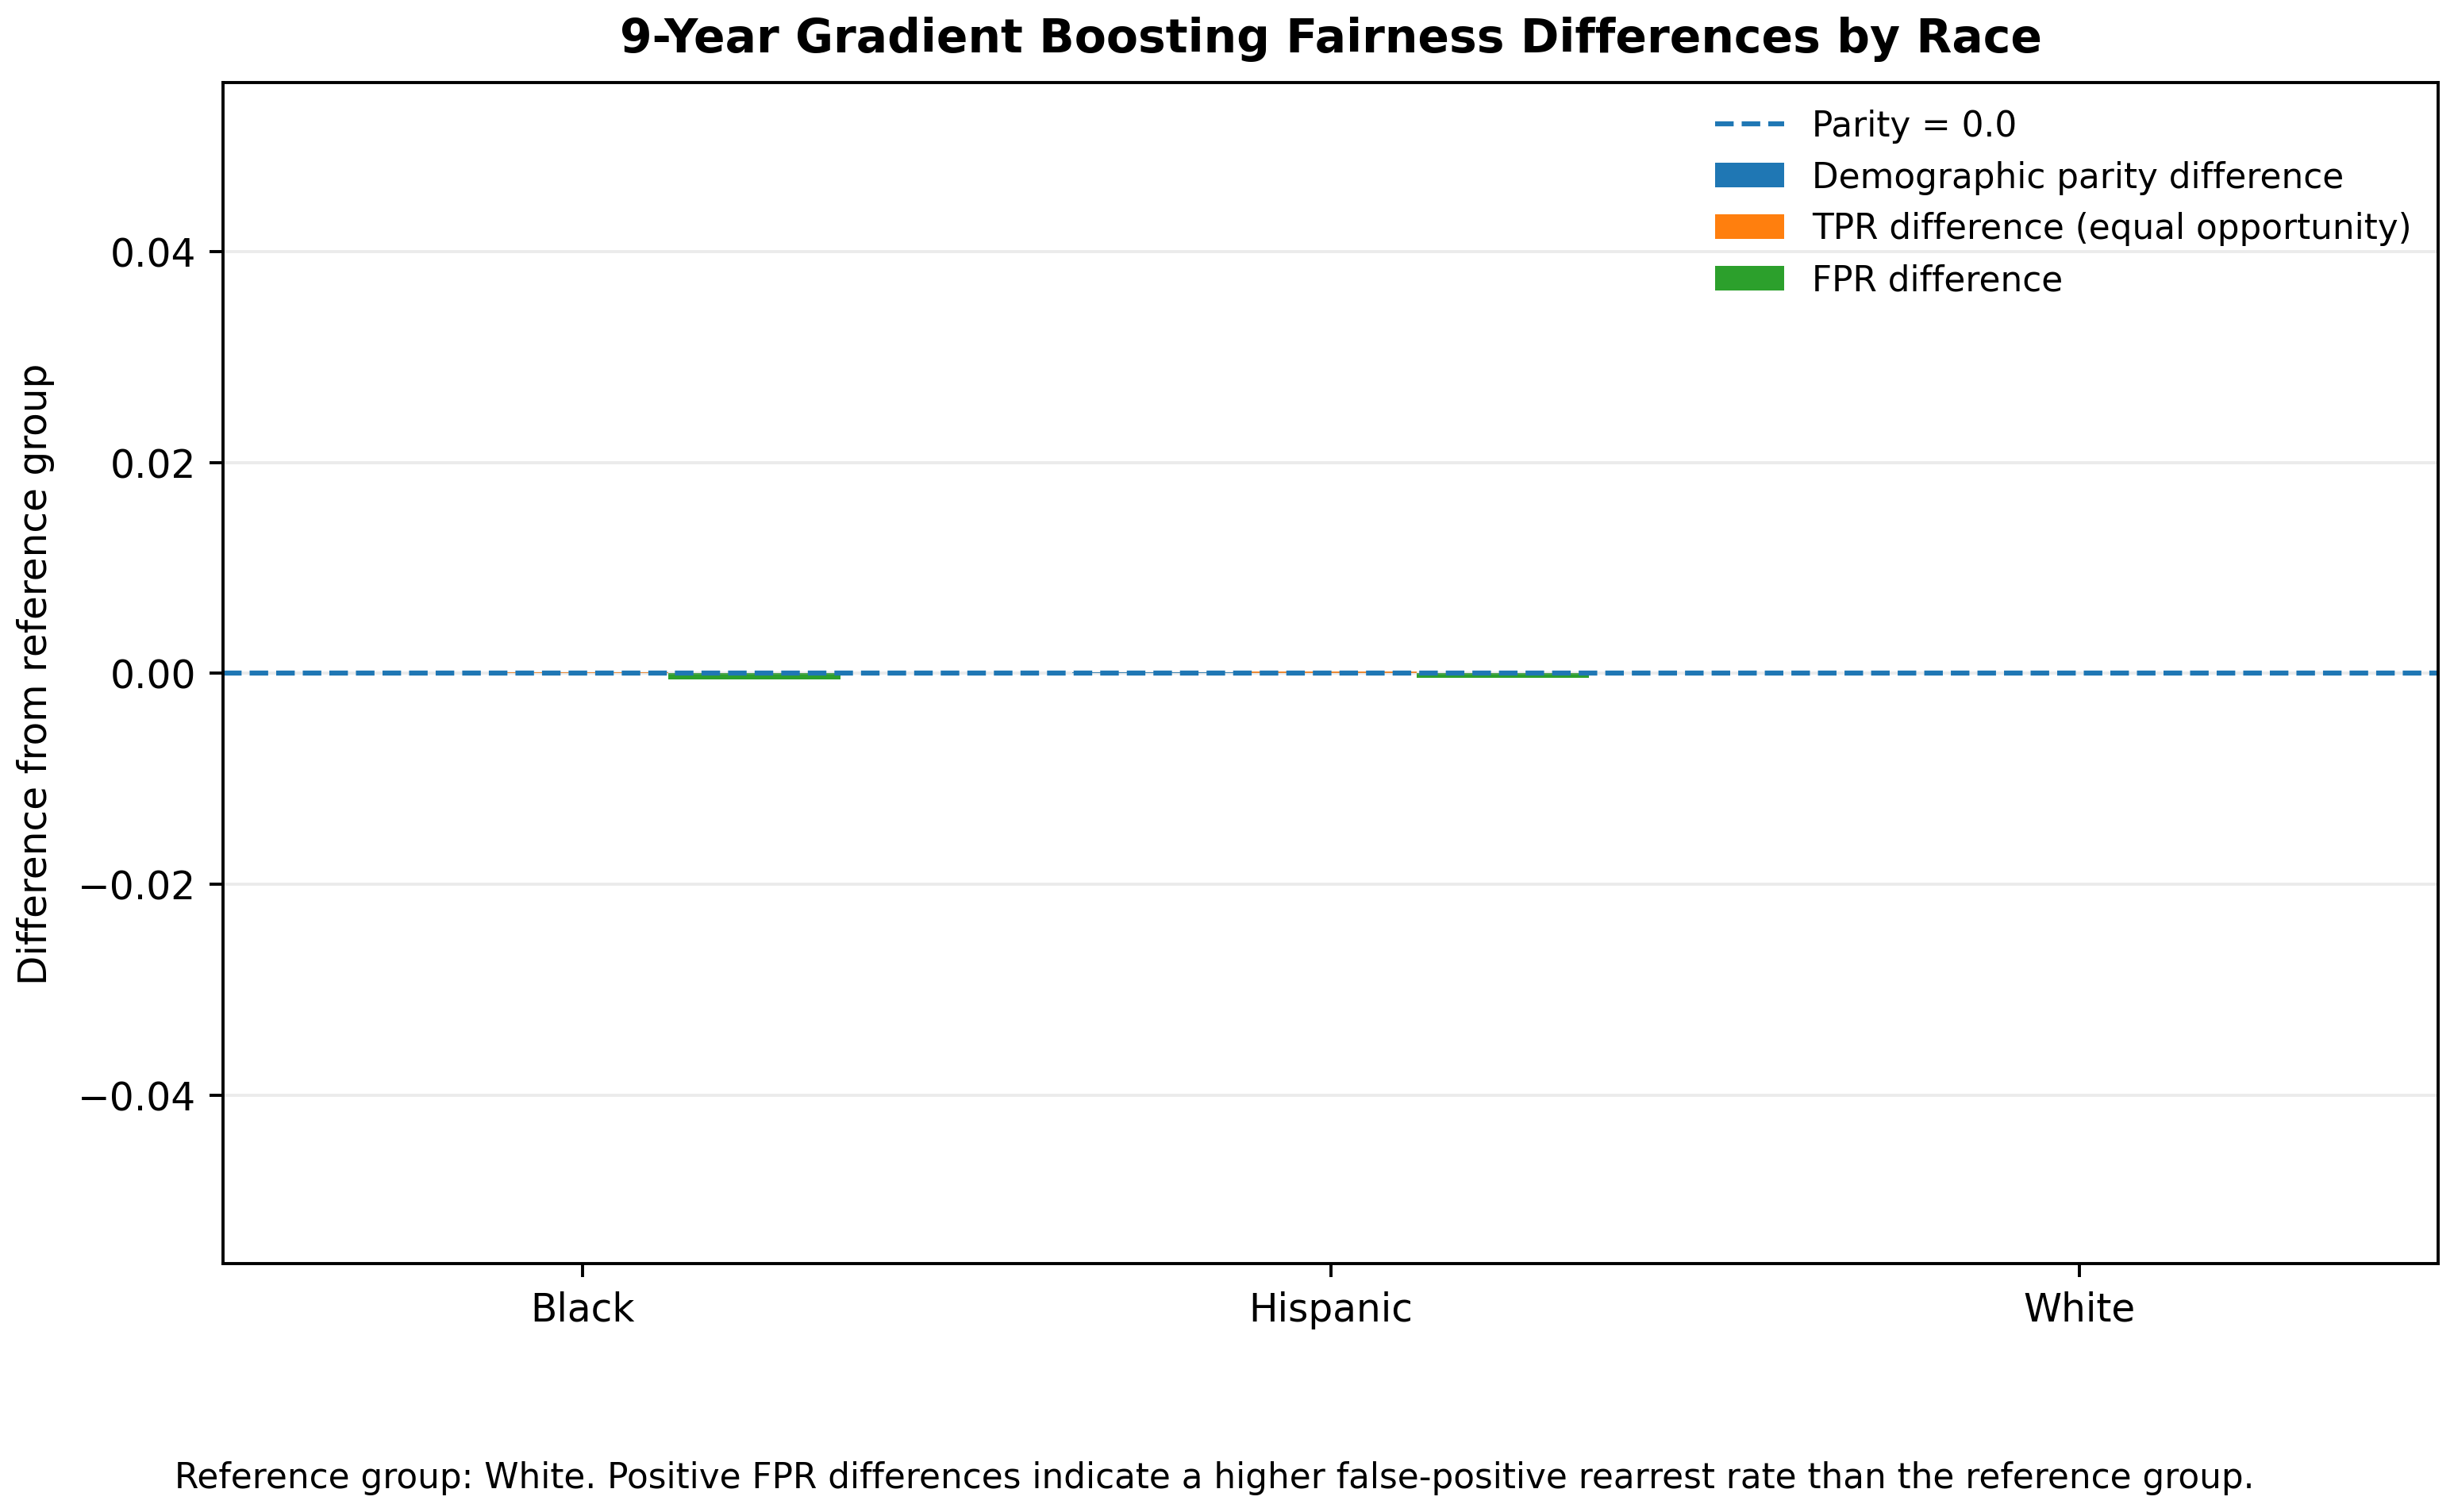 9-Year Gradient Boosting Fairness Differences by Race
Parity = 0.0
Demographic parity difference
TPR difference (equal opportunity)
FPR difference
Difference from reference group
0.04
0.02
0.00
−0.02
−0.04
Black
Hispanic
White
Reference group: White. Positive FPR differences indicate a higher false-positive rearrest rate than the reference group.